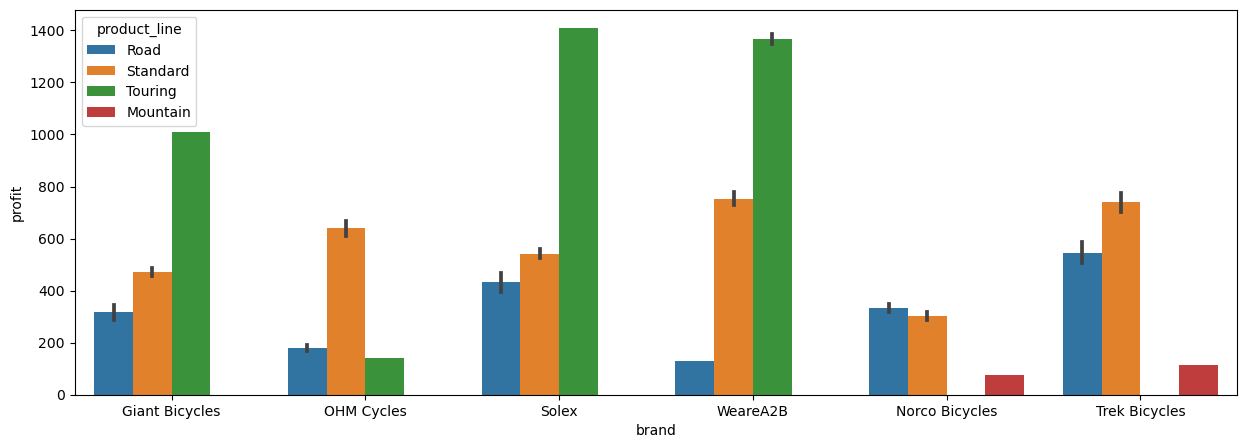 product_line
Road
Standard
Touring
Mountain
profit
1400
1200
1000
800
600
400
200
0
Giant Bicycles
OHM Cycles
Solex
WeareA2B
Norco Bicycles
Trek Bicycles
brand